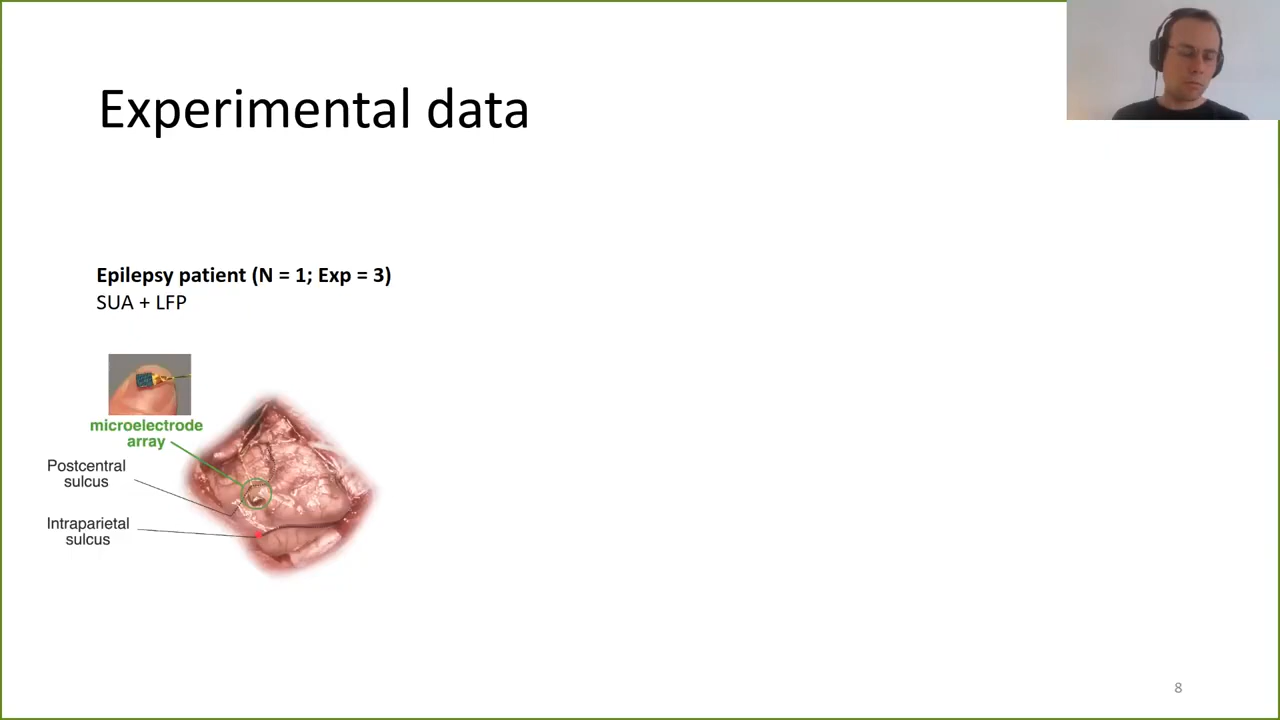 Experimental data
Epilepsy patient (N = 1; Exp = 3)
SUA + LFP
microelectrode
array
Postcentral
sulcus
Intraparietal
sulcus
8